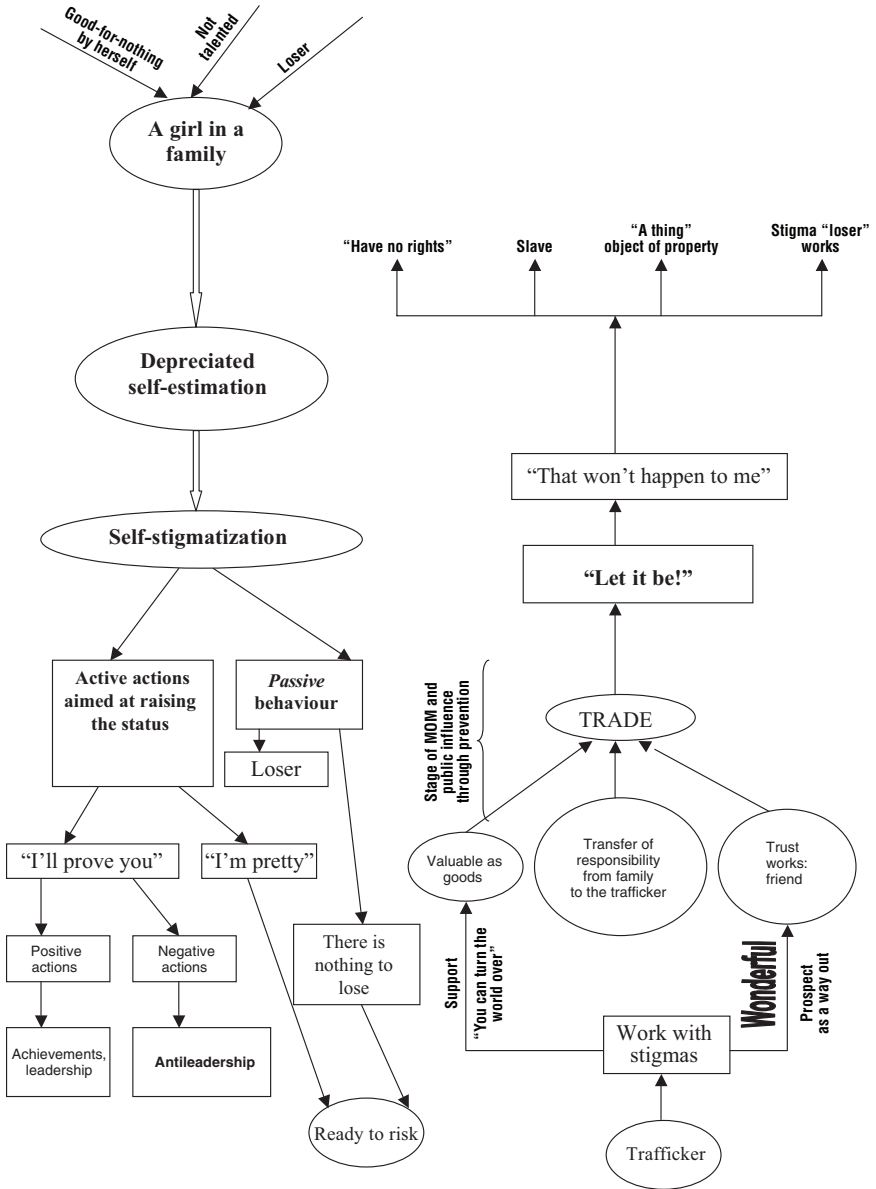 Good-for-nothing
by herself
Not
talented
Loser
A girl in a
family
Depreciated
self-estimation
Self-stigmatization
Active actions
aimed at raising
the status
Passive
behaviour
Loser
"I'll prove you"
"I'm pretty"
Positive
actions
Negative
actions
There is
nothing to
lose
Achievements,
leadership
Antileadership
Ready to risk
"Have no rights"
Slave
"A thing"
object of property
Stigma "loser"
works
"That won't happen to me"
"Let it be!"
Stage of MOM and
public influence
through prevention
TRADE
Valuable as
goods
Transfer of
responsibility
from family
to the trafficker
Trust
works:
friend
Support
"You can turn the
world over"
Wonderful
Prospect
as a way out
Work with
stigmas
Trafficker